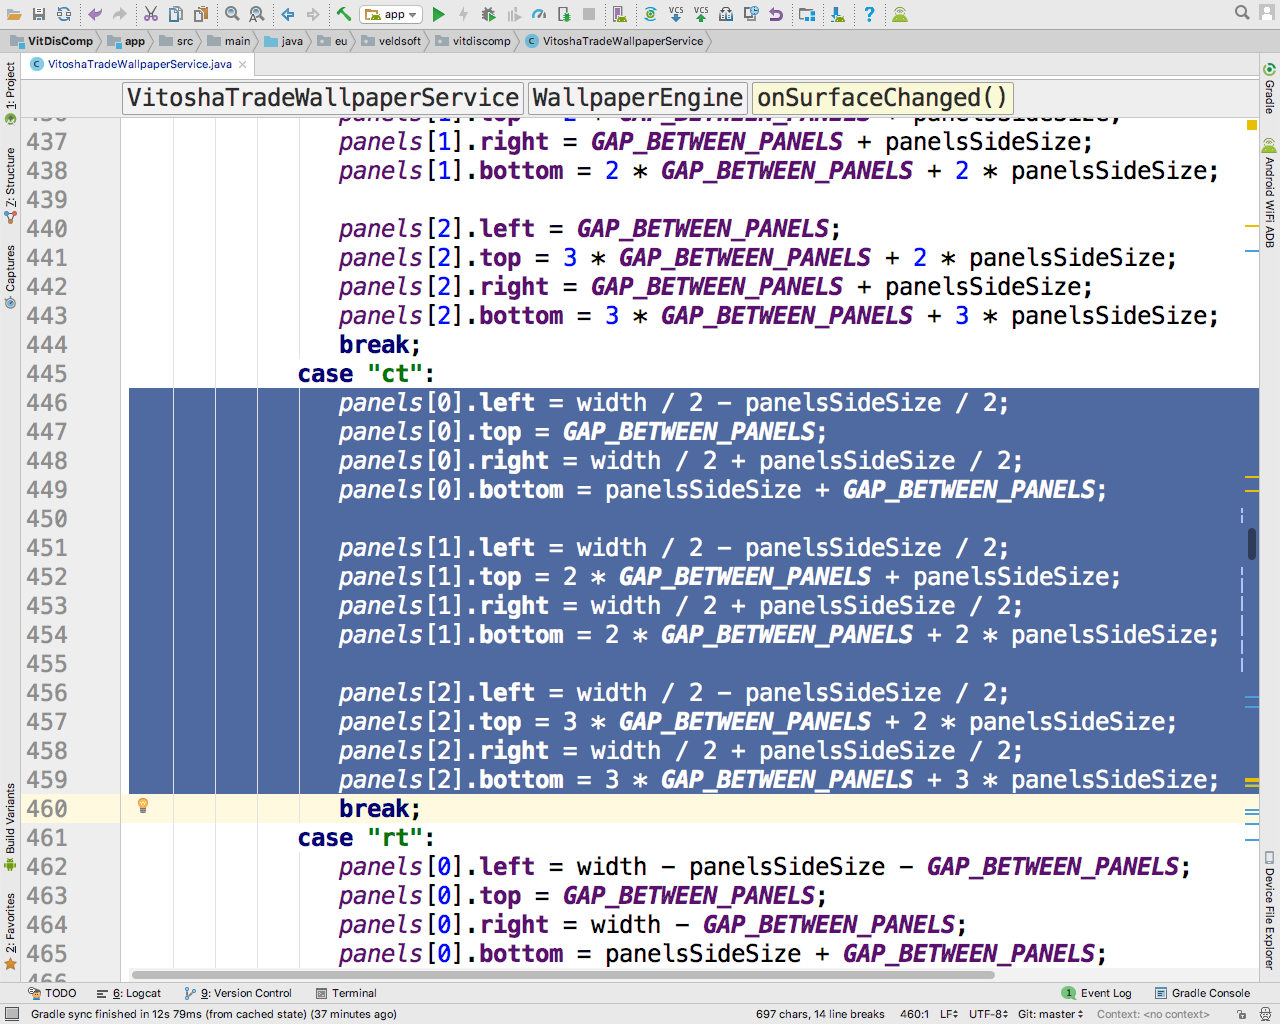 app
VCS VCS
VitDisComp app src main java eu veldsoft vitdiscomp VitoshaTradeWallpaperService
VitoshaTradeWallpaperService.java
VitoshaTradeWallpaperService WallpaperEngine onSurfaceChanged()
436 panels[1].top = 2 * GAP_BETWEEN_PANELS + panelsSideSize;
437 panels[1].right = GAP_BETWEEN_PANELS + panelsSideSize;
438 panels[1].bottom = 2 * GAP_BETWEEN_PANELS + 2 * panelsSideSize;
439
440 panels[2].left = GAP_BETWEEN_PANELS;
441 panels[2].top = 3 * GAP_BETWEEN_PANELS + 2 * panelsSideSize;
442 panels[2].right = GAP_BETWEEN_PANELS + panelsSideSize;
443 panels[2].bottom = 3 * GAP_BETWEEN_PANELS + 3 * panelsSideSize;
444 break;
445 case "ct":
446 panels[0].left = width / 2 - panelsSideSize / 2;
447 panels[0].top = GAP_BETWEEN_PANELS;
448 panels[0].right = width / 2 + panelsSideSize / 2;
449 panels[0].bottom = panelsSideSize + GAP_BETWEEN_PANELS;
450
451 panels[1].left = width / 2 - panelsSideSize / 2;
452 panels[1].top = 2 * GAP_BETWEEN_PANELS + panelsSideSize;
453 panels[1].right = width / 2 + panelsSideSize / 2;
454 panels[1].bottom = 2 * GAP_BETWEEN_PANELS + 2 * panelsSideSize;
455
456 panels[2].left = width / 2 - panelsSideSize / 2;
457 panels[2].top = 3 * GAP_BETWEEN_PANELS + 2 * panelsSideSize;
458 panels[2].right = width / 2 + panelsSideSize / 2;
459 panels[2].bottom = 3 * GAP_BETWEEN_PANELS + 3 * panelsSideSize;
460 break;
461 case "rt":
462 panels[0].left = width - panelsSideSize - GAP_BETWEEN_PANELS;
463 panels[0].top = GAP_BETWEEN_PANELS;
464 panels[0].right = width - GAP_BETWEEN_PANELS;
465 panels[0].bottom = panelsSideSize + GAP_BETWEEN_PANELS;
466
1: Project
Z: Structure
Captures
Build Variants
2: Favorites
Gradle
Android WiFi ADB
Device File Explorer
TODO 6: Logcat 9: Version Control Terminal 1 Event Log Gradle Console
Gradle sync finished in 12s 79ms (from cached state) (37 minutes ago) 697 chars, 14 line breaks 460:1 LF UTF-8 Git: master Context: <no context>